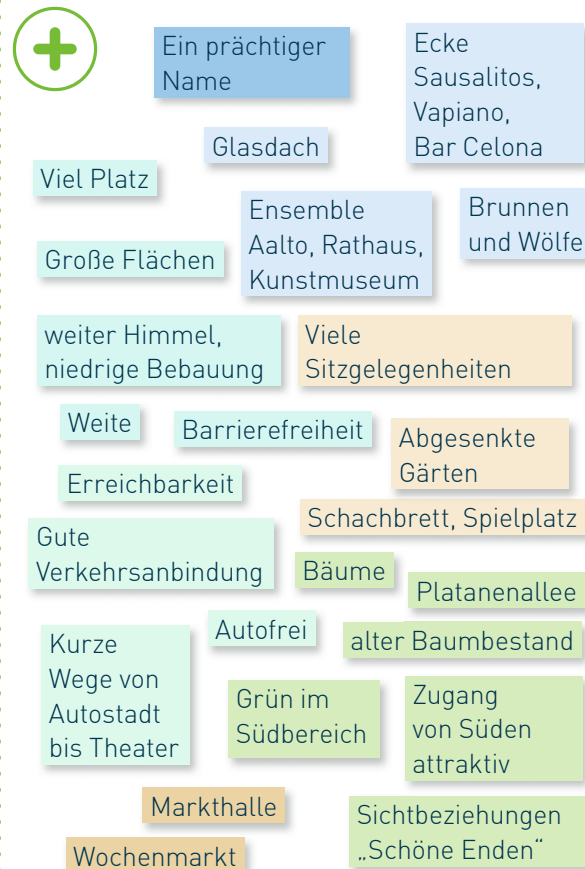 Ein prächtiger
Name
Ecke
Sausalitos,
Vapiano,
Bar Celona
Glasdach
Viel Platz
Ensemble
Aalto, Rathaus,
Kunstmuseum
Brunnen
und Wölfe
Große Flächen
weiter Himmel,
niedrige Bebauung
Viele
Sitzgelegenheiten
Weite
Barrierefreiheit
Abgesenkte
Gärten
Erreichbarkeit
Schachbrett, Spielplatz
Gute
Verkehrsanbindung
Bäume
Platanenallee
Autofrei
alter Baumbestand
Kurze
Wege von
Autostadt
bis Theater
Grün im
Südbereich
Zugang
von Süden
attraktiv
Markthalle
Sichtbeziehungen
„Schöne Enden“
Wochenmarkt